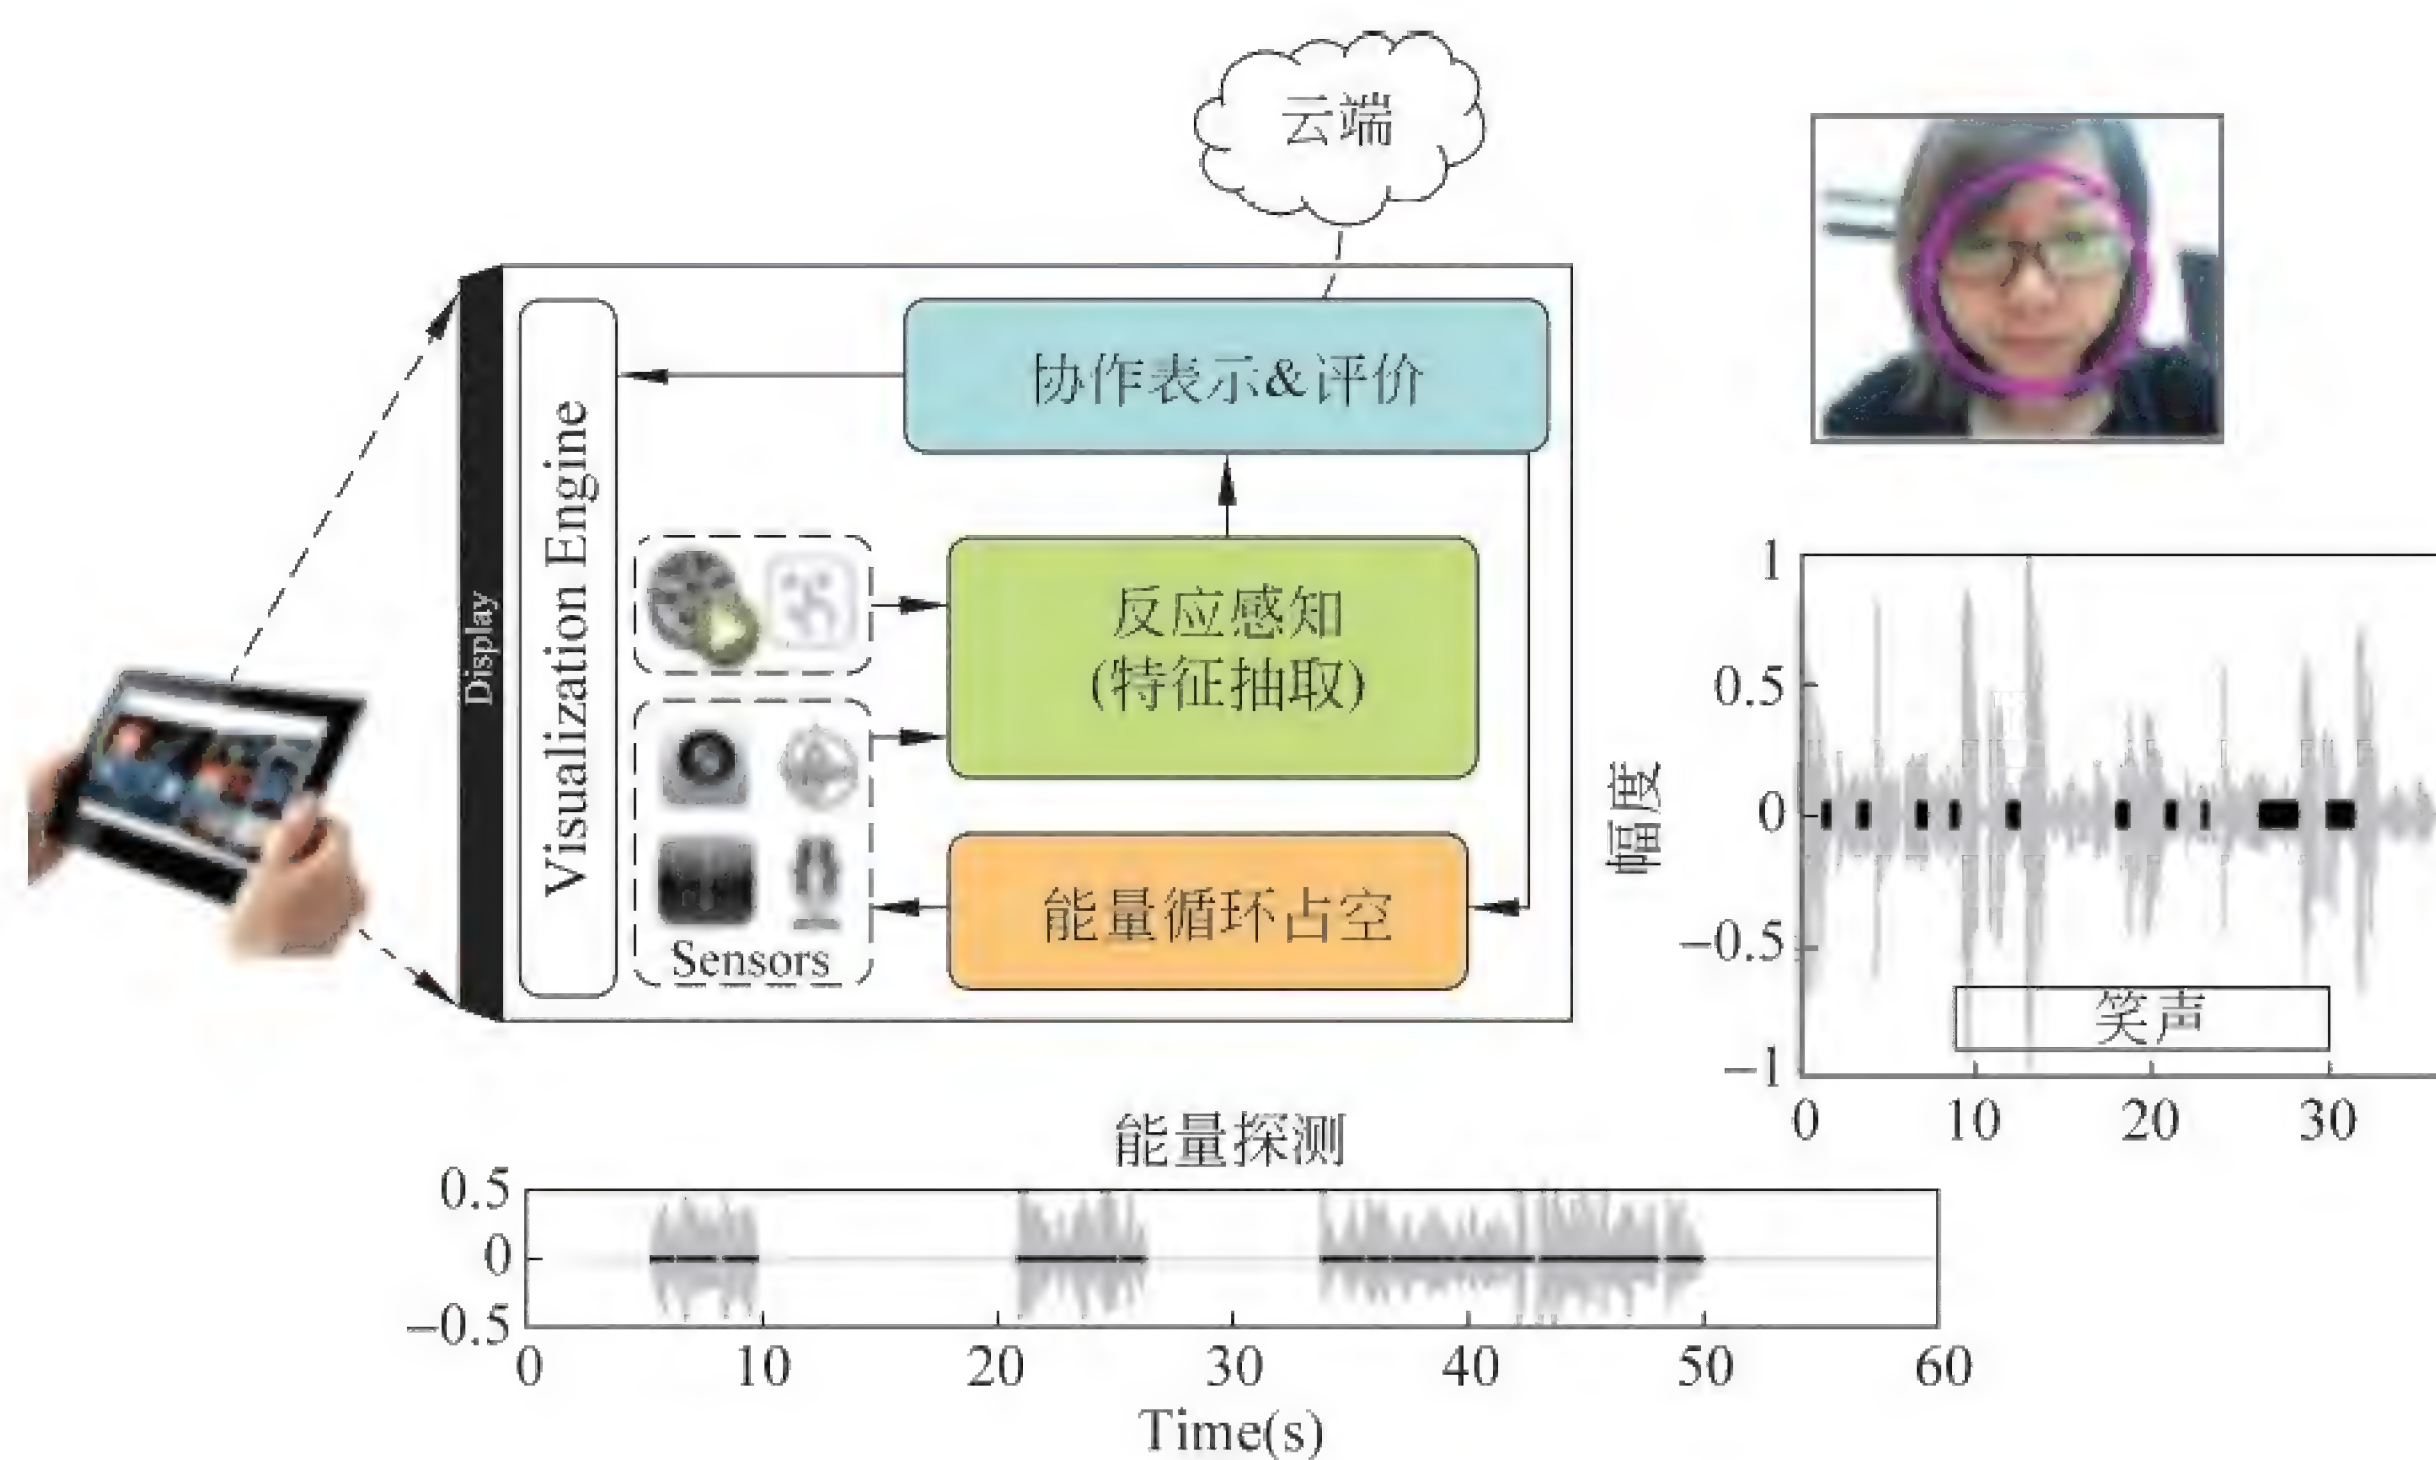 云端
协作表示&评价
Display
Visualization Engine
反应感知
(特征抽取)
能量循环占空
Sensors
幅度
1
0.5
0
−0.5
−1
笑声
0 10 20 30
能量探测
0.5
0
−0.5
0 10 20 30 40 50 60
Time(s)